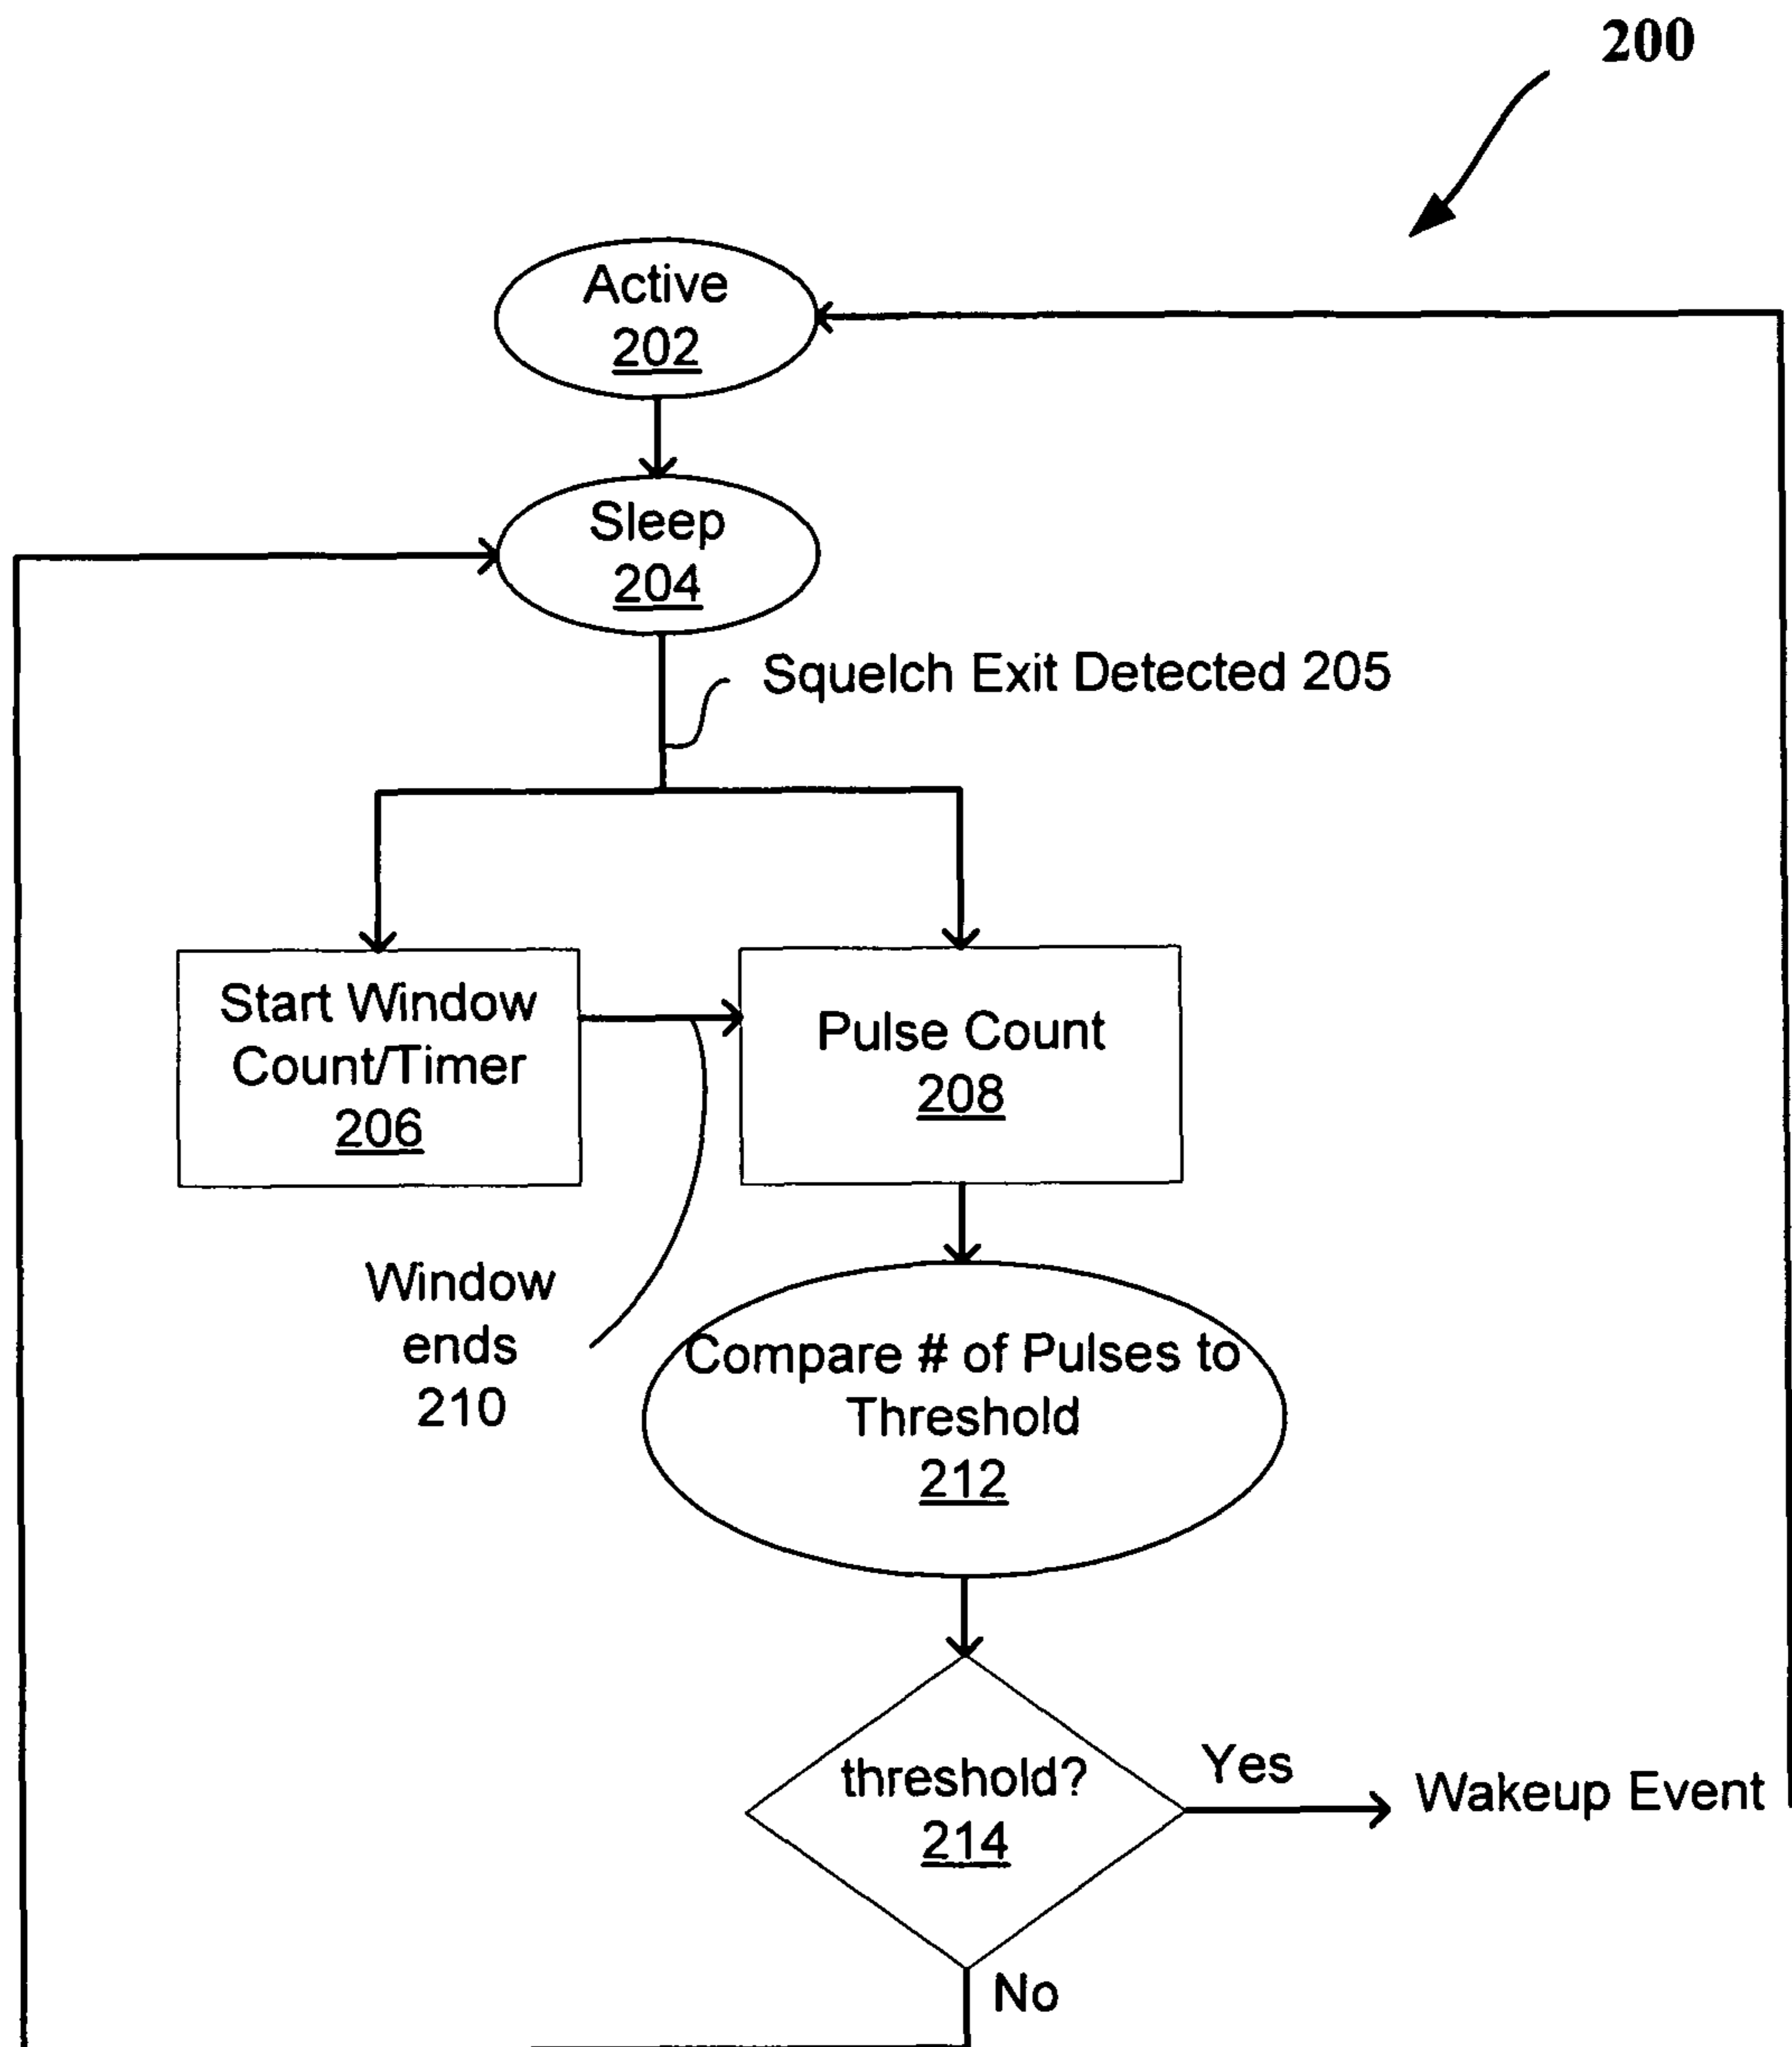 200
Active
202
Sleep
204
Squelch Exit Detected 205
Start Window
Count/Timer
206
Pulse Count
208
Window
ends
210
Compare # of Pulses to
Threshold
212
threshold?
214
Yes
Wakeup Event
No